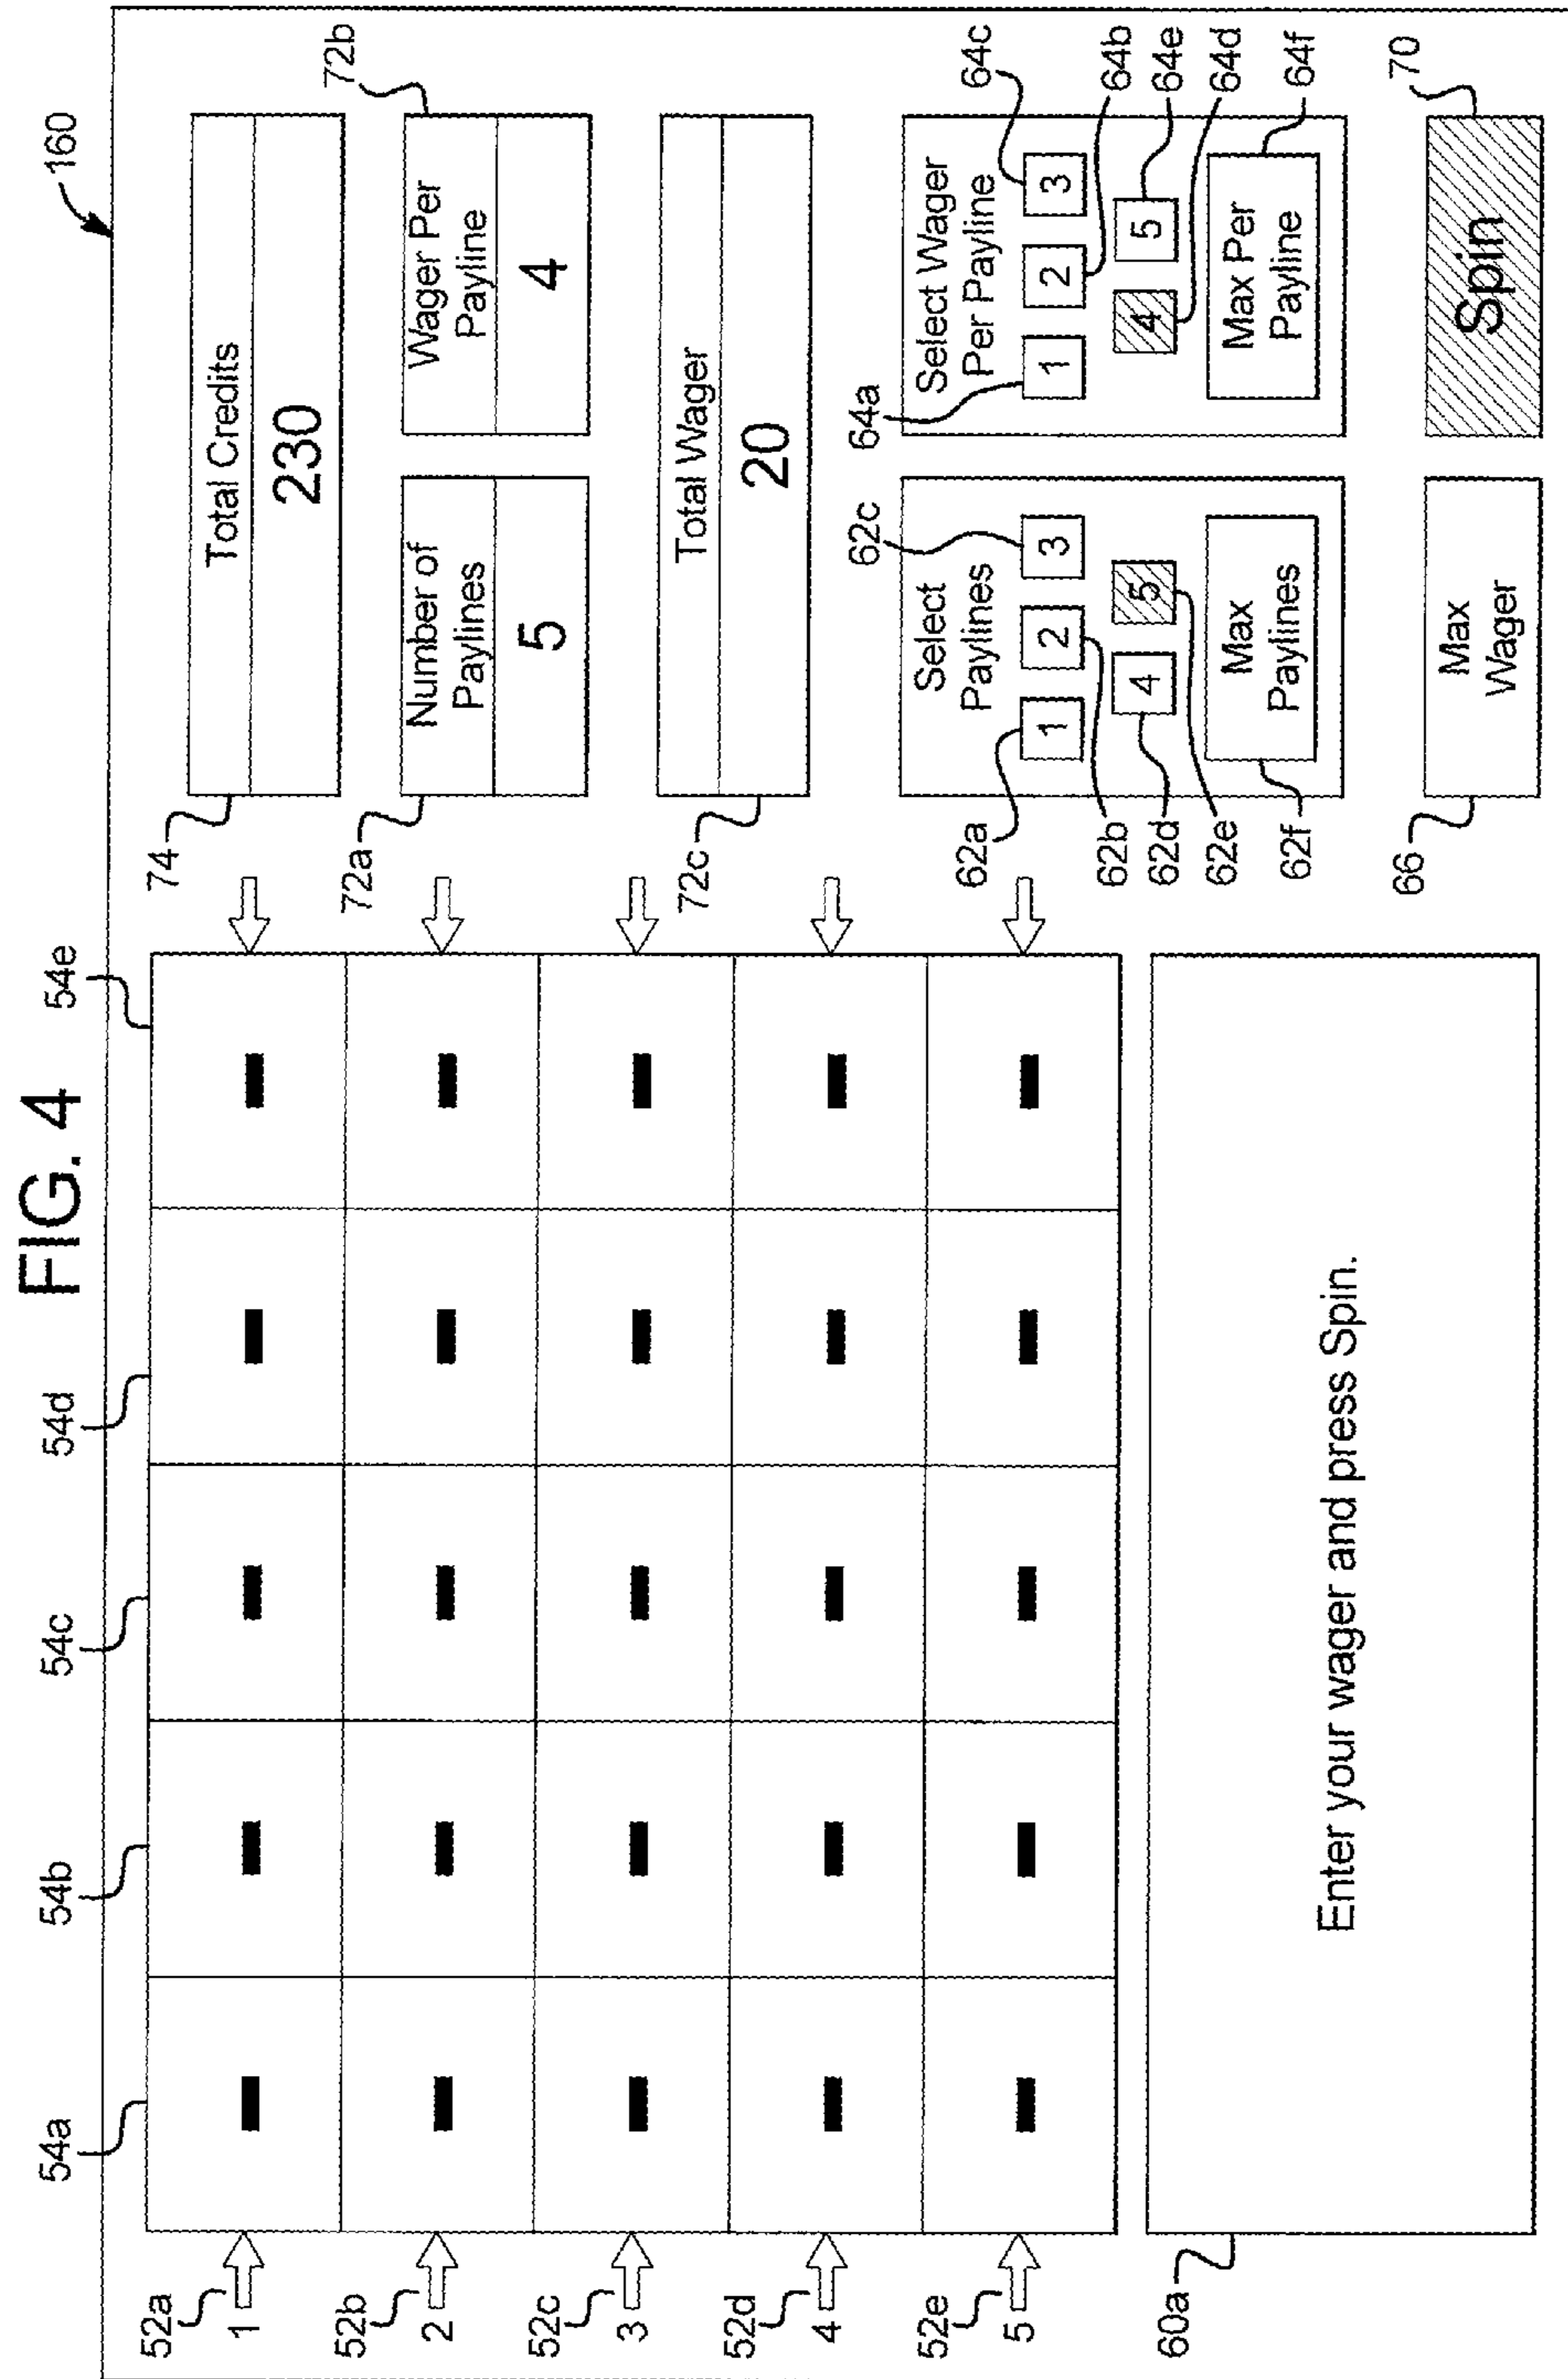 FIG. 4
160
54a
54b
54c
54d
54e
52a
1
52b
2
52c
3
52d
4
52e
5
74
Total Credits
230
72a
Number of
Paylines
5
72b
Wager Per
Payline
4
72c
Total Wager
20
Select
Paylines
1
2
3
4
5
Max
Paylines
62a
62b
62c
62d
62e
62f
Select Wager
Per Payline
1
2
3
4
5
Max Per
Payline
64a
64c
64b
64e
64d
64f
60a
Enter your wager and press Spin.
66
Max
Wager
70
Spin